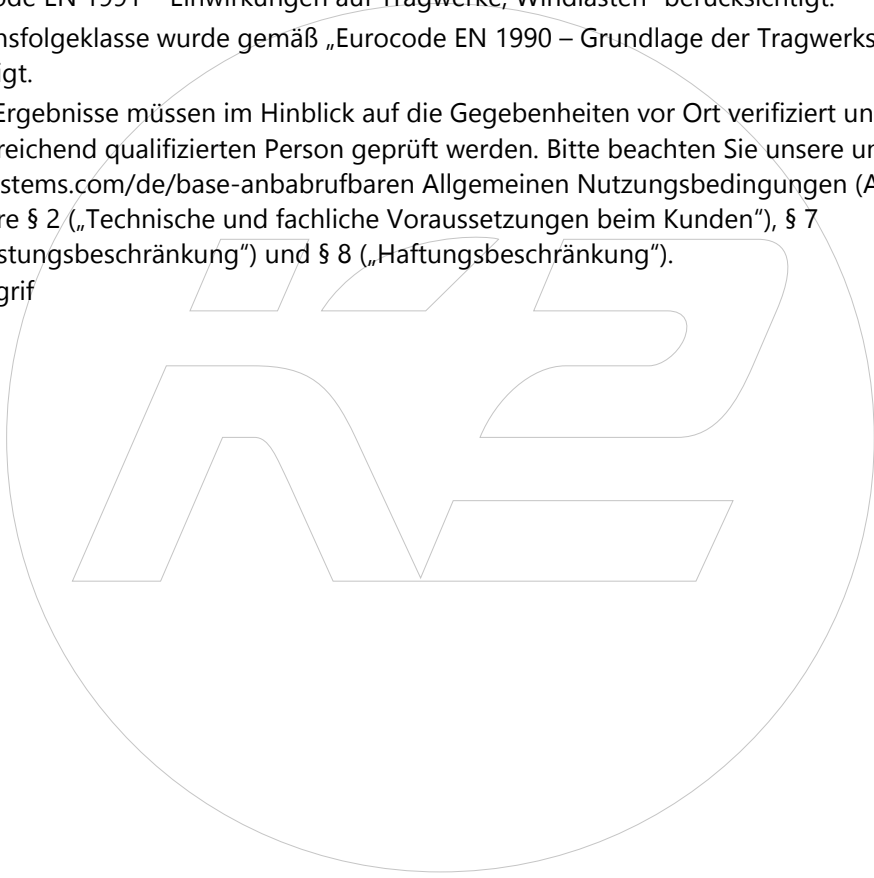 ode EN 1991 – Einwirkungen auf Tragwerke, Windlasten“ berücksichtigt.
nsfolgeklasse wurde gemäß „Eurocode EN 1990 – Grundlage der Tragwerks
igt.
Ergebnisse müssen im Hinblick auf die Gegebenheiten vor Ort verifiziert un
reichend qualifizierten Person geprüft werden. Bitte beachten Sie unsere un
stems.com/de/base-anbabrufbaren Allgemeinen Nutzungsbedingungen (A
re § 2 („Technische und fachliche Voraussetzungen beim Kunden“), § 7
stungsbeschränkung“) und § 8 („Haftungsbeschränkung“).
grif
K2